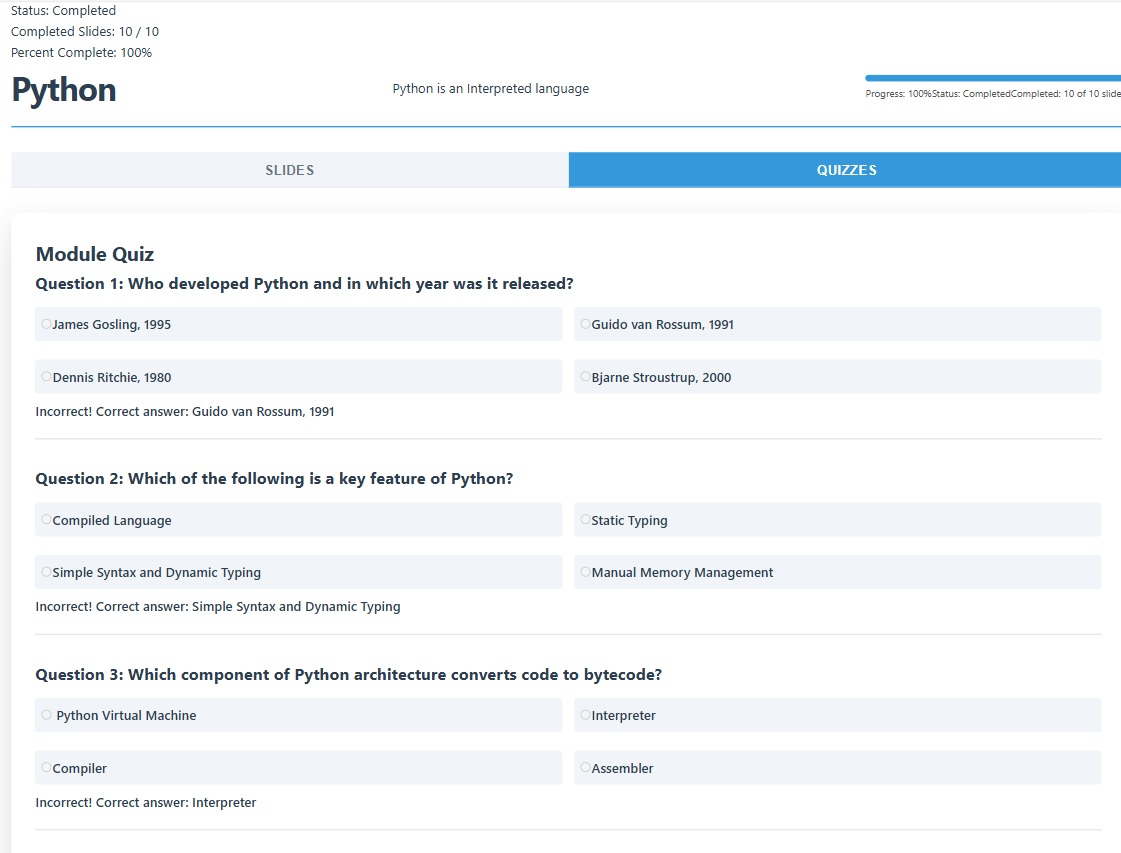 Status: Completed
Completed Slides: 10 / 10
Percent Complete: 100%
Python
Python is an Interpreted language
Progress: 100%Status: CompletedCompleted: 10 of 10 slide
SLIDES
QUIZZES
Module Quiz
Question 1: Who developed Python and in which year was it released?
James Gosling, 1995
Guido van Rossum, 1991
Dennis Ritchie, 1980
Bjarne Stroustrup, 2000
Incorrect! Correct answer: Guido van Rossum, 1991
Question 2: Which of the following is a key feature of Python?
Compiled Language
Static Typing
Simple Syntax and Dynamic Typing
Manual Memory Management
Incorrect! Correct answer: Simple Syntax and Dynamic Typing
Question 3: Which component of Python architecture converts code to bytecode?
Python Virtual Machine
Interpreter
Compiler
Assembler
Incorrect! Correct answer: Interpreter